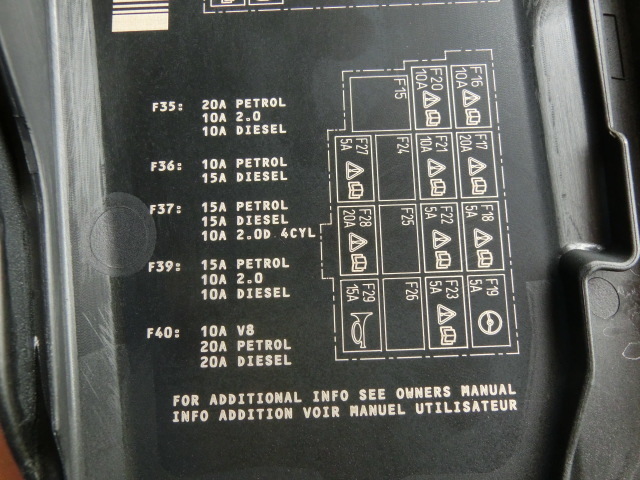 F35: 20A PETROL
10A 2.0
10A DIESEL
F36: 10A PETROL
15A DIESEL
F37: 15A PETROL
15A DIESEL
10A 2.0D 4CYL
F39: 15A PETROL
10A 2.0
10A DIESEL
F40: 10A V8
20A PETROL
20A DIESEL
F15
F20
10A
F16
10A
F27
5A
F24
F21
10A
F17
20A
F28
20A
F25
F22
5A
F18
5A
F29
15A
F26
F23
5A
F19
5A
FOR ADDITIONAL INFO SEE OWNERS MANUAL
INFO ADDITION VOIR MANUEL UTILISATEUR